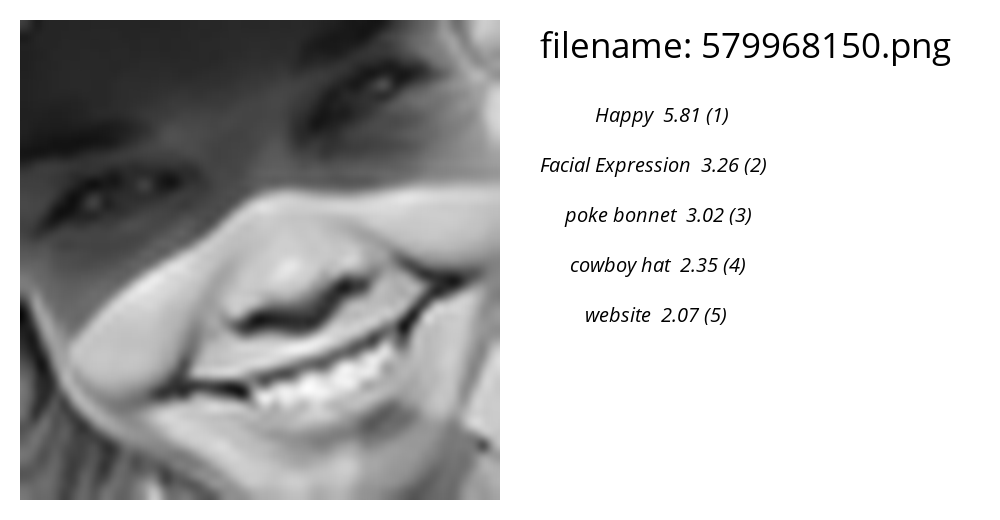 filename: 579968150.png
Happy 5.81 (1)
Facial Expression 3.26 (2)
poke bonnet 3.02 (3)
cowboy hat 2.35 (4)
website 2.07 (5)